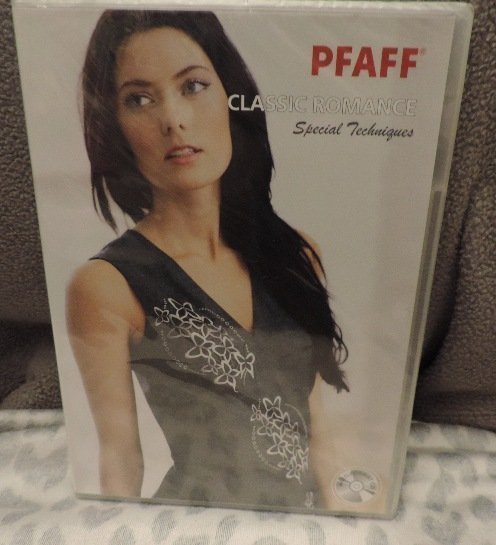 PFAFF®
CLASSIC ROMANCE
Special Techniques